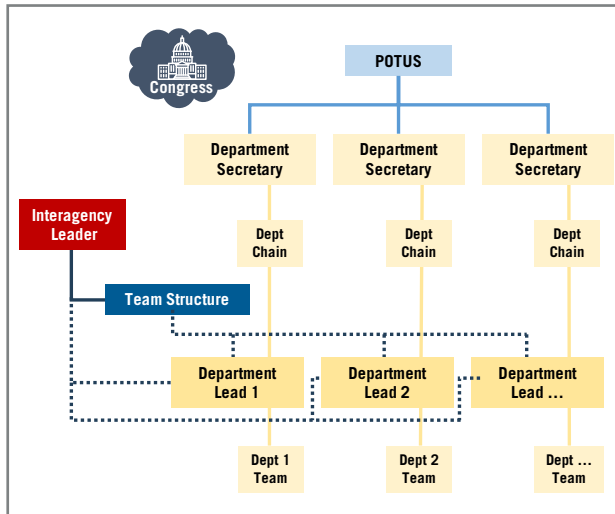 Congress
POTUS
Department
Secretary
Department
Secretary
Department
Secretary
Interagency
Leader
Dept
Chain
Dept
Chain
Dept
Chain
Team Structure
Department
Lead 1
Department
Lead 2
Department
Lead …
Dept 1
Team
Dept 2
Team
Dept …
Team